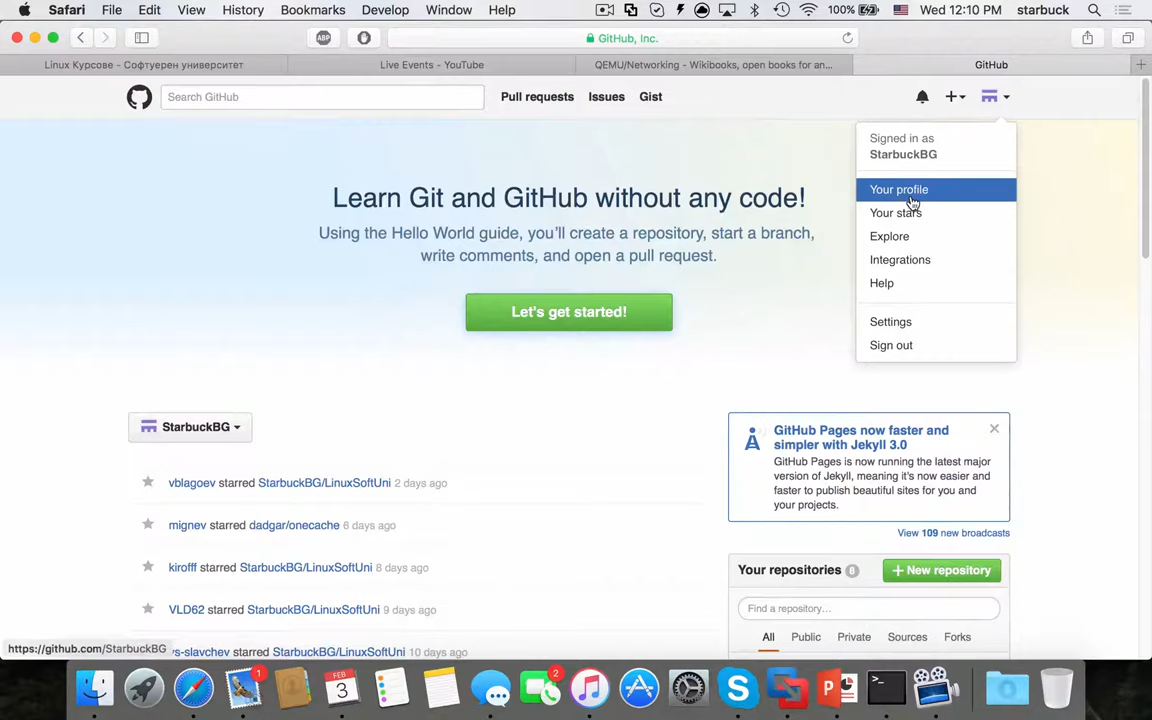 Safari File Edit View History Bookmarks Develop Window Help 100% Wed 12:10 PM starbuck
ABP GitHub, Inc.
Linux Курсове - Софтуерен университет Live Events - YouTube QEMU/Networking - Wikibooks, open books for an... GitHub
Search GitHub Pull requests Issues Gist
Signed in as
StarbuckBG
Your profile
Your stars
Explore
Integrations
Help
Settings
Sign out
Learn Git and GitHub without any code!
Using the Hello World guide, you'll create a repository, start a branch,
write comments, and open a pull request.
Let's get started!
StarbuckBG
vblagoev starred StarbuckBG/LinuxSoftUni 2 days ago
mignev starred dadgar/onecache 6 days ago
kirofff starred StarbuckBG/LinuxSoftUni 8 days ago
VLD62 starred StarbuckBG/LinuxSoftUni 9 days ago
ys-slavchev starred StarbuckBG/LinuxSoftUni 10 days ago
GitHub Pages now faster and
simpler with Jekyll 3.0
GitHub Pages is now running the latest major
version of Jekyll, meaning it's now easier and
faster to publish beautiful sites for you and
your projects.
View 109 new broadcasts
Your repositories 8 New repository
Find a repository...
All Public Private Sources Forks
https://github.com/StarbuckBG
1 FEB 3 2